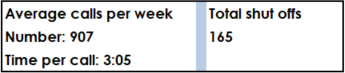 Average calls per week
Number: 907
Time per call: 3:05
Total shut offs
165